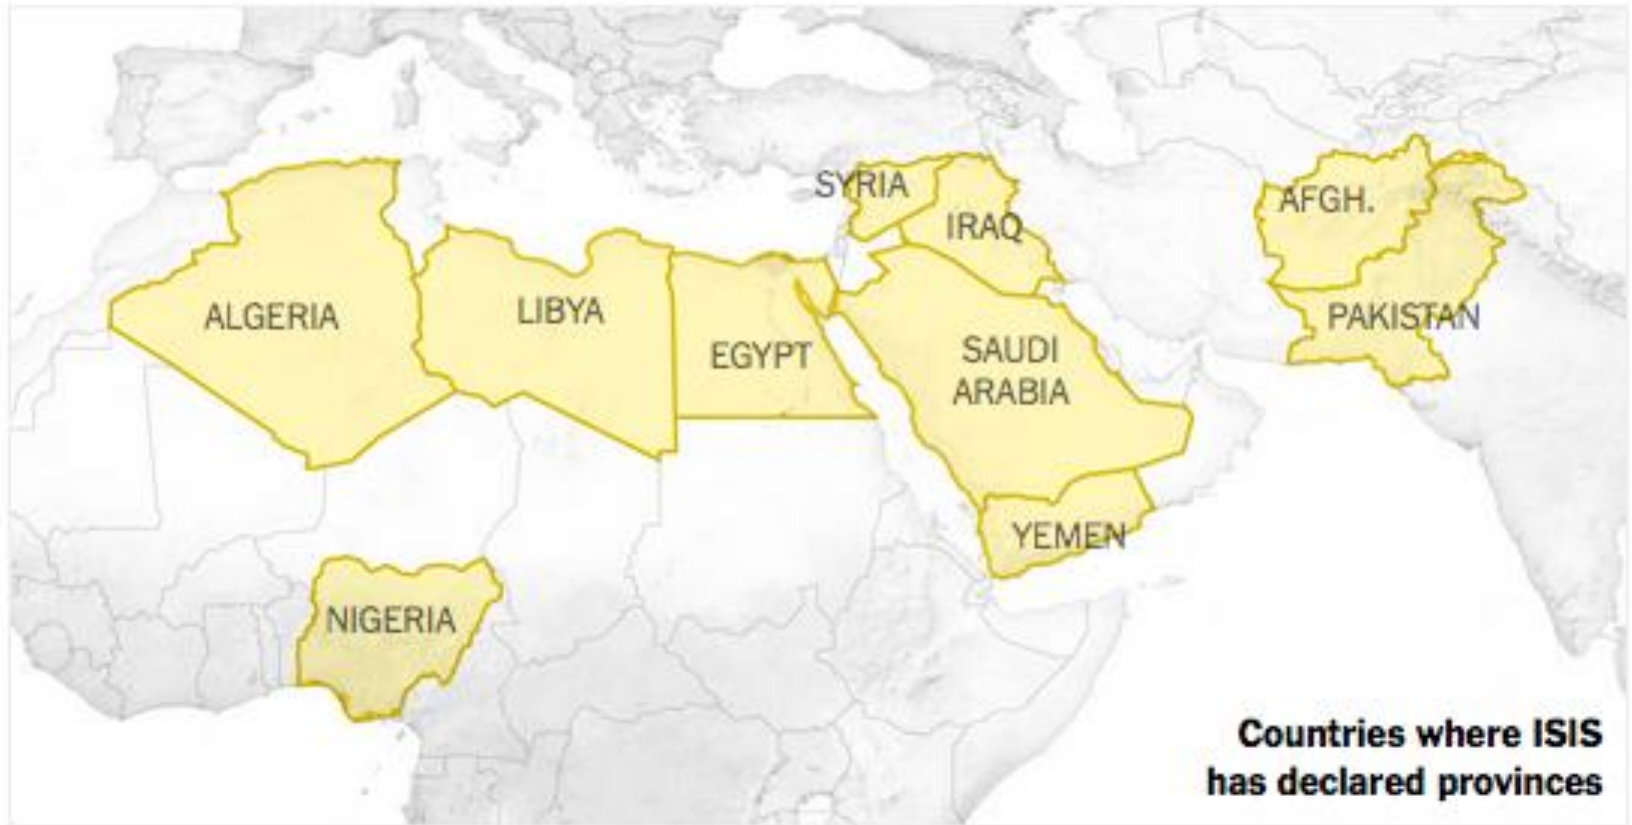 SYRIA
AFGH.
IRAQ
ALGERIA
LIBYA
PAKISTAN
EGYPT
SAUDI
ARABIA
YEMEN
NIGERIA
Countries where ISIS
has declared provinces